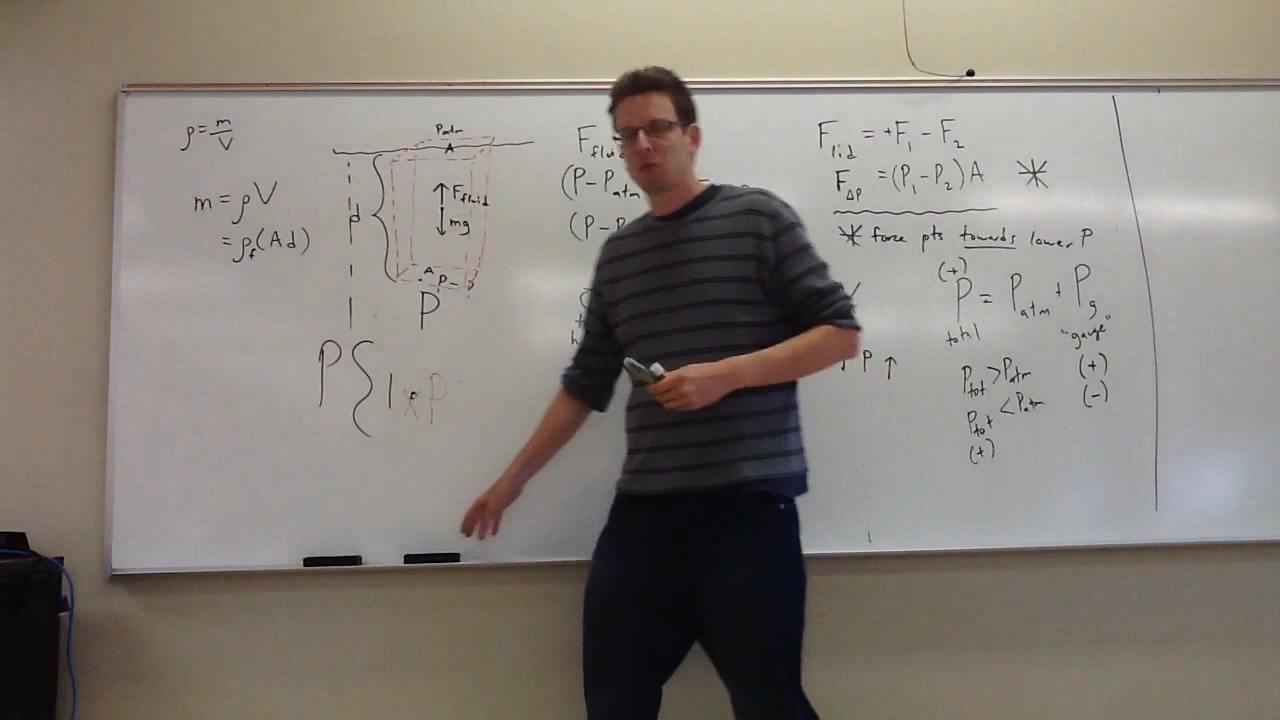 ρ = m/V
m = ρV
= ρf (Ad)
Patm
A
d
Ffluid
mg
A
P
P
P { P
Ffluid
(P - Patm
(P - P
Flid = +F1 - F2
FΔP = (P1 - P2) A *
* force pts towards lower P
(+)
P = Patm + Pg
total "gauge"
P ↑
Ptot > Patm (+)
Ptot < Patm (-)
(+)